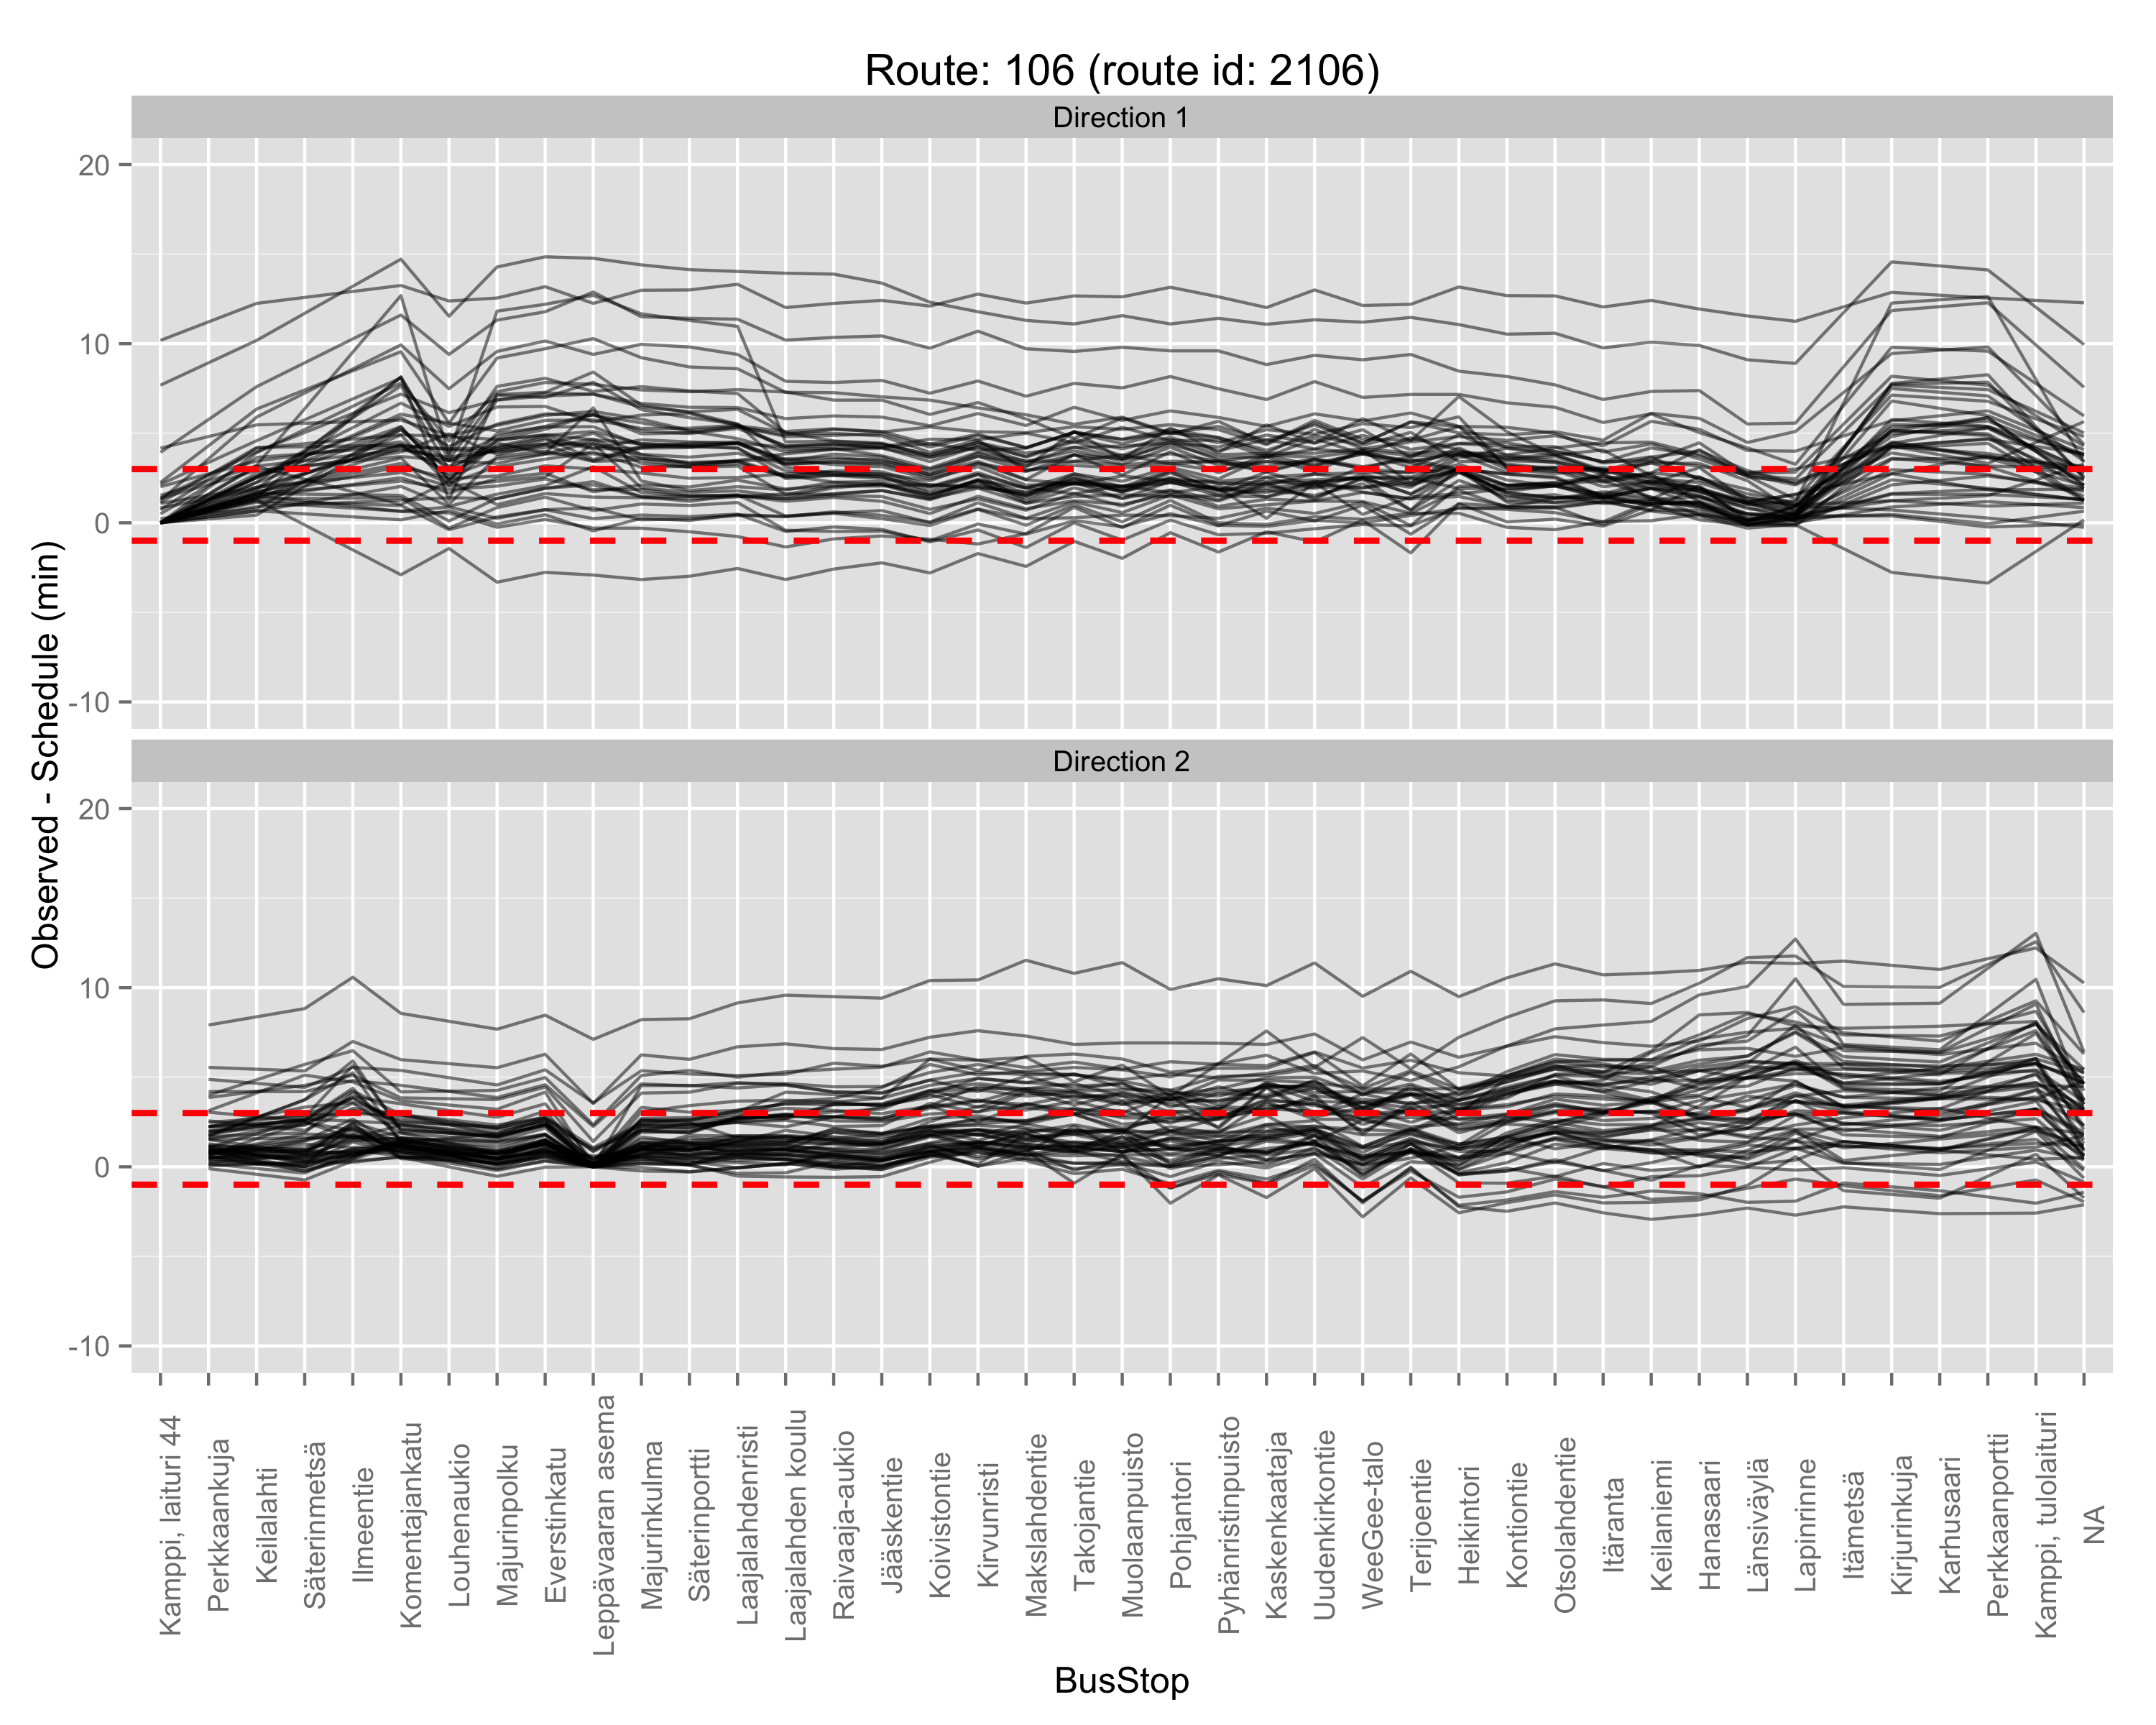 Route: 106 (route id: 2106)
Direction 1
20
10
0
-10
Observed - Schedule (min)
Direction 2
20
10
0
-10
Kamppi, laituri 44
Perkkaankuja
Keilalahti
Säterinmetsä
Ilmeentie
Komentajankatu
Louhenaukio
Majurinpolku
Everstinkatu
Leppävaaran asema
Majurinkulma
Säterinportti
Laajalahdenristi
Laajalahden koulu
Raivaaja-aukio
Jääskentie
Koivistontie
Kirvunristi
Makslahdentie
Takojantie
Muolaanpuisto
Pohjantori
Pyhänristinpuisto
Kaskenkaataja
Uudenkirkontie
WeeGee-talo
Terijoentie
Heikintori
Kontiontie
Otsolahdentie
Itäranta
Keilaniemi
Hanasaari
Länsiväylä
Lapinrinne
Itämetsä
Kirjurinkuja
Karhusaari
Perkkaanportti
Kamppi, tulolaituri
NA
BusStop